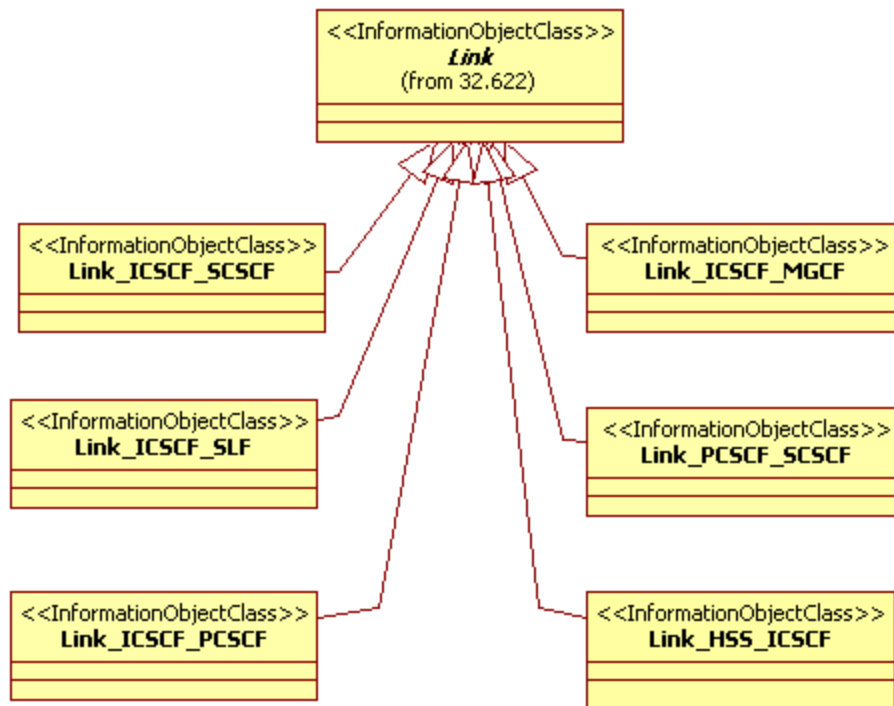 <<InformationObjectClass>>
Link
(from 32.622)
<<InformationObjectClass>>
Link_ICSCF_SCSCF
<<InformationObjectClass>>
Link_ICSCF_MGCF
<<InformationObjectClass>>
Link_ICSCF_SLF
<<InformationObjectClass>>
Link_PCSCF_SCSCF
<<InformationObjectClass>>
Link_ICSCF_PCSCF
<<InformationObjectClass>>
Link_HSS_ICSCF